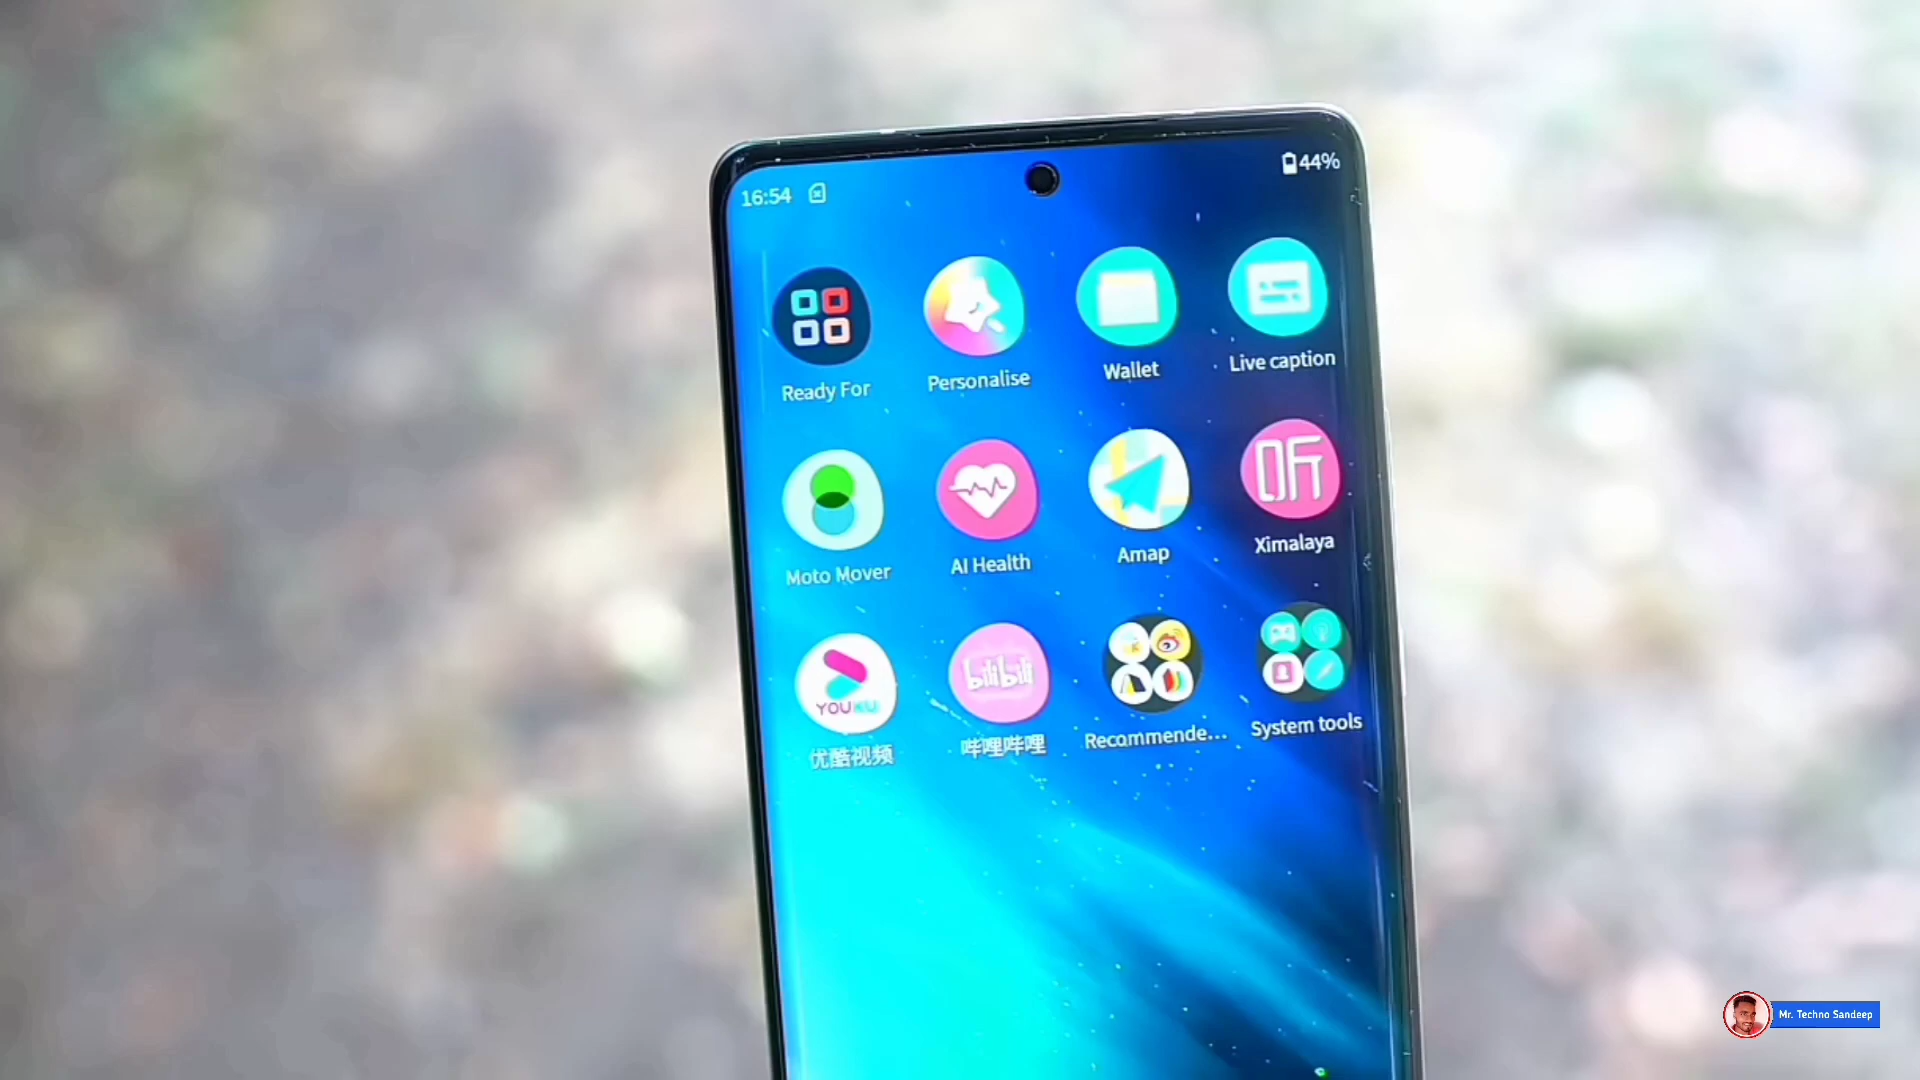 16:54
44%
Ready For
Personalise
Wallet
Live caption
Moto Mover
AI Health
Amap
听
Ximalaya
YOUKU
bilibili
优酷视频
哔哩哔哩
Recommende...
System tools
Mr. Techno Sandeep